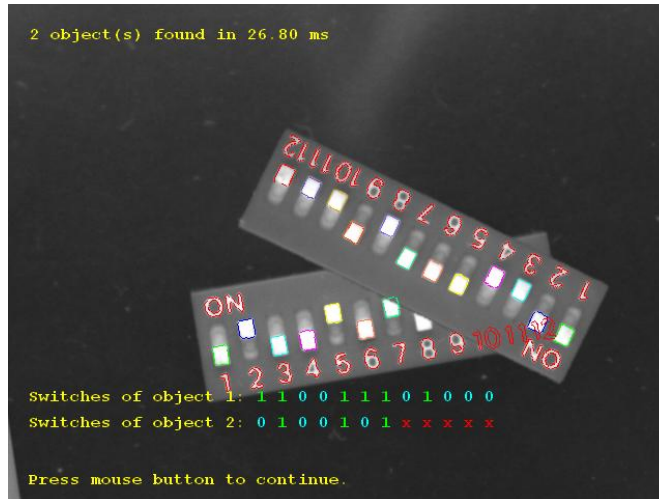 2 object(s) found in 26.80 ms
12 11 10 9 8 7 6 5 4 3 2 1
ON
ON
1 2 3 4 5 6 7 8 9 10 11 12
Switches of object 1: 1 1 0 0 1 1 1 0 1 0 0 0
Switches of object 2: 0 1 0 0 1 0 1 x x x x x
Press mouse button to continue.